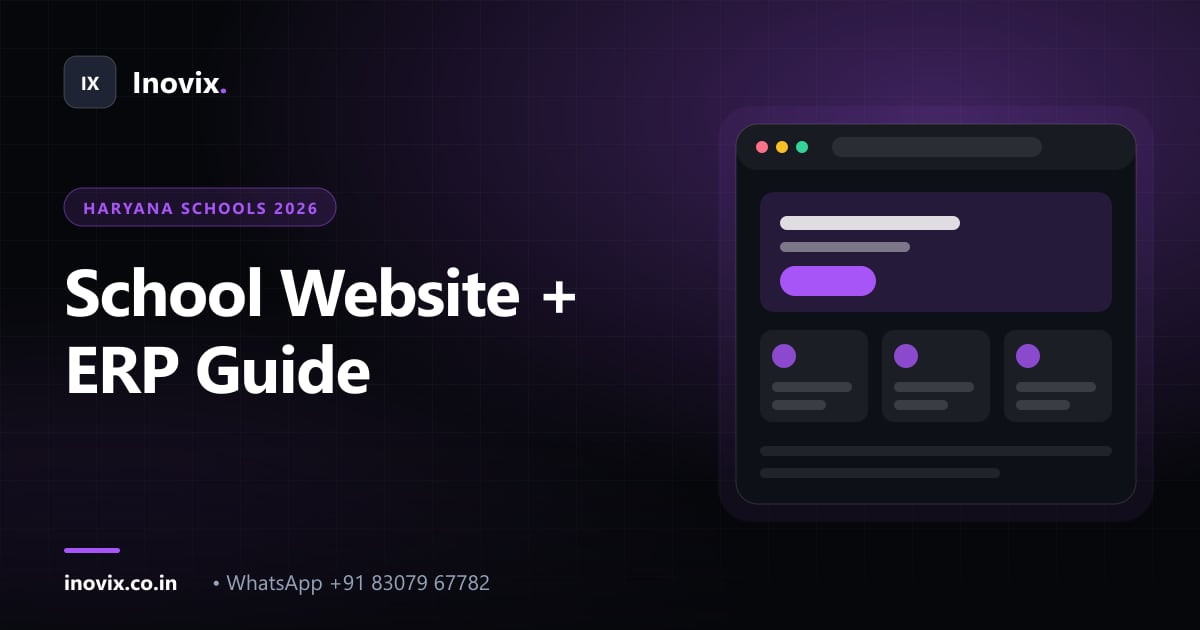 IX
Inovix.
HARYANA SCHOOLS 2026
School Website +
ERP Guide
inovix.co.in • WhatsApp +91 83079 67782